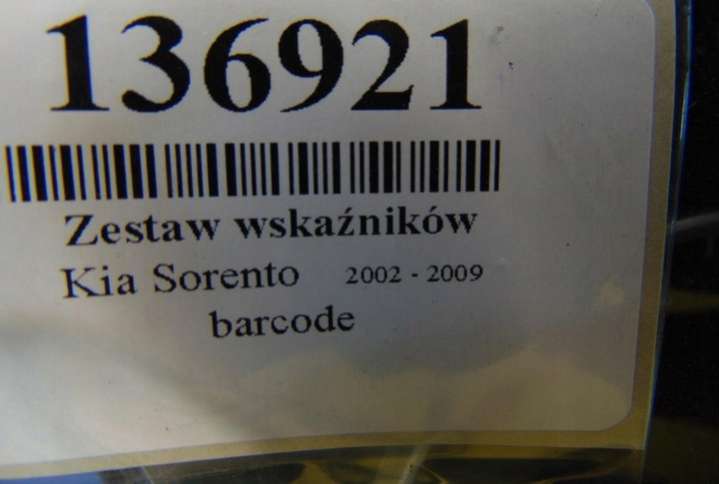 136921
Zestaw wskaźników
Kia Sorento 2002 - 2009
barcode